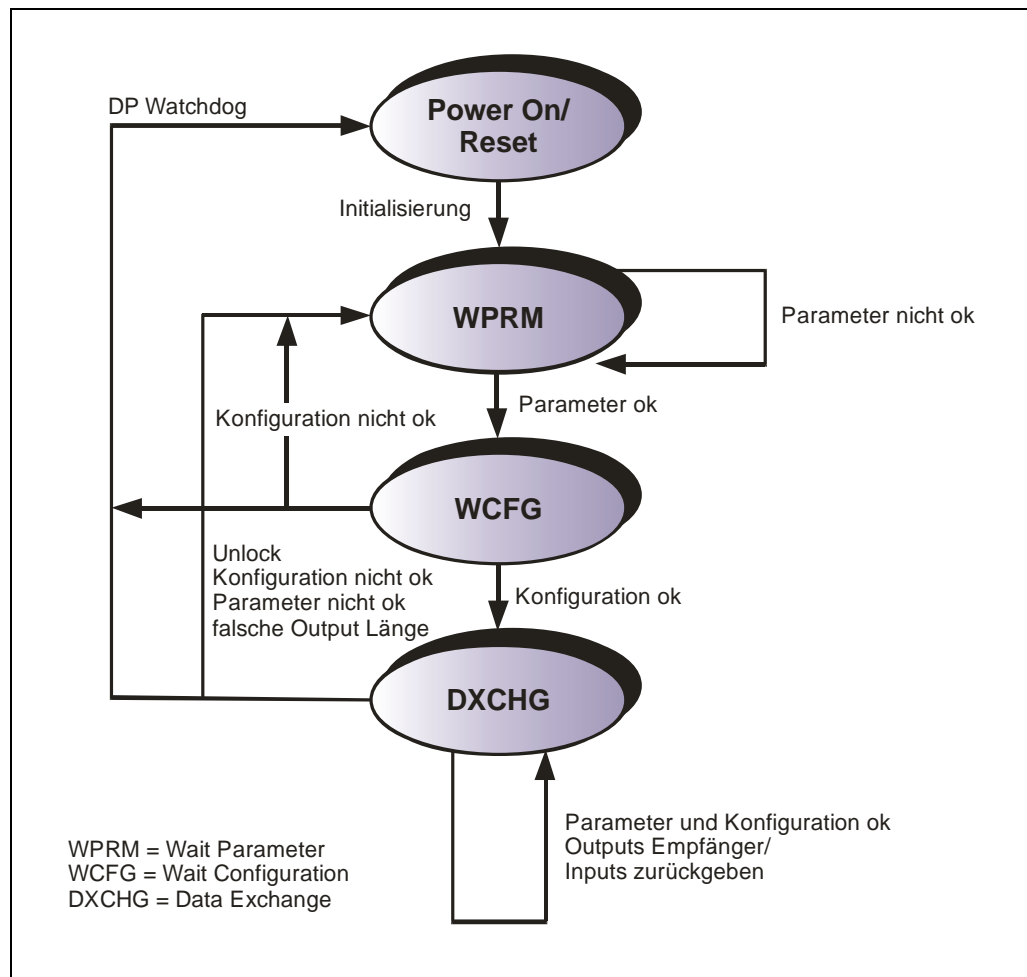 DP Watchdog
Power On/
Reset
Initialisierung
WPRM
Parameter nicht ok
Parameter ok
Konfiguration nicht ok
WCFG
Unlock
Konfiguration nicht ok
Parameter nicht ok
falsche Output Länge
Konfiguration ok
DXCHG
Parameter und Konfiguration ok
Outputs Empfänger/
Inputs zurückgeben
WPRM = Wait Parameter
WCFG = Wait Configuration
DXCHG = Data Exchange